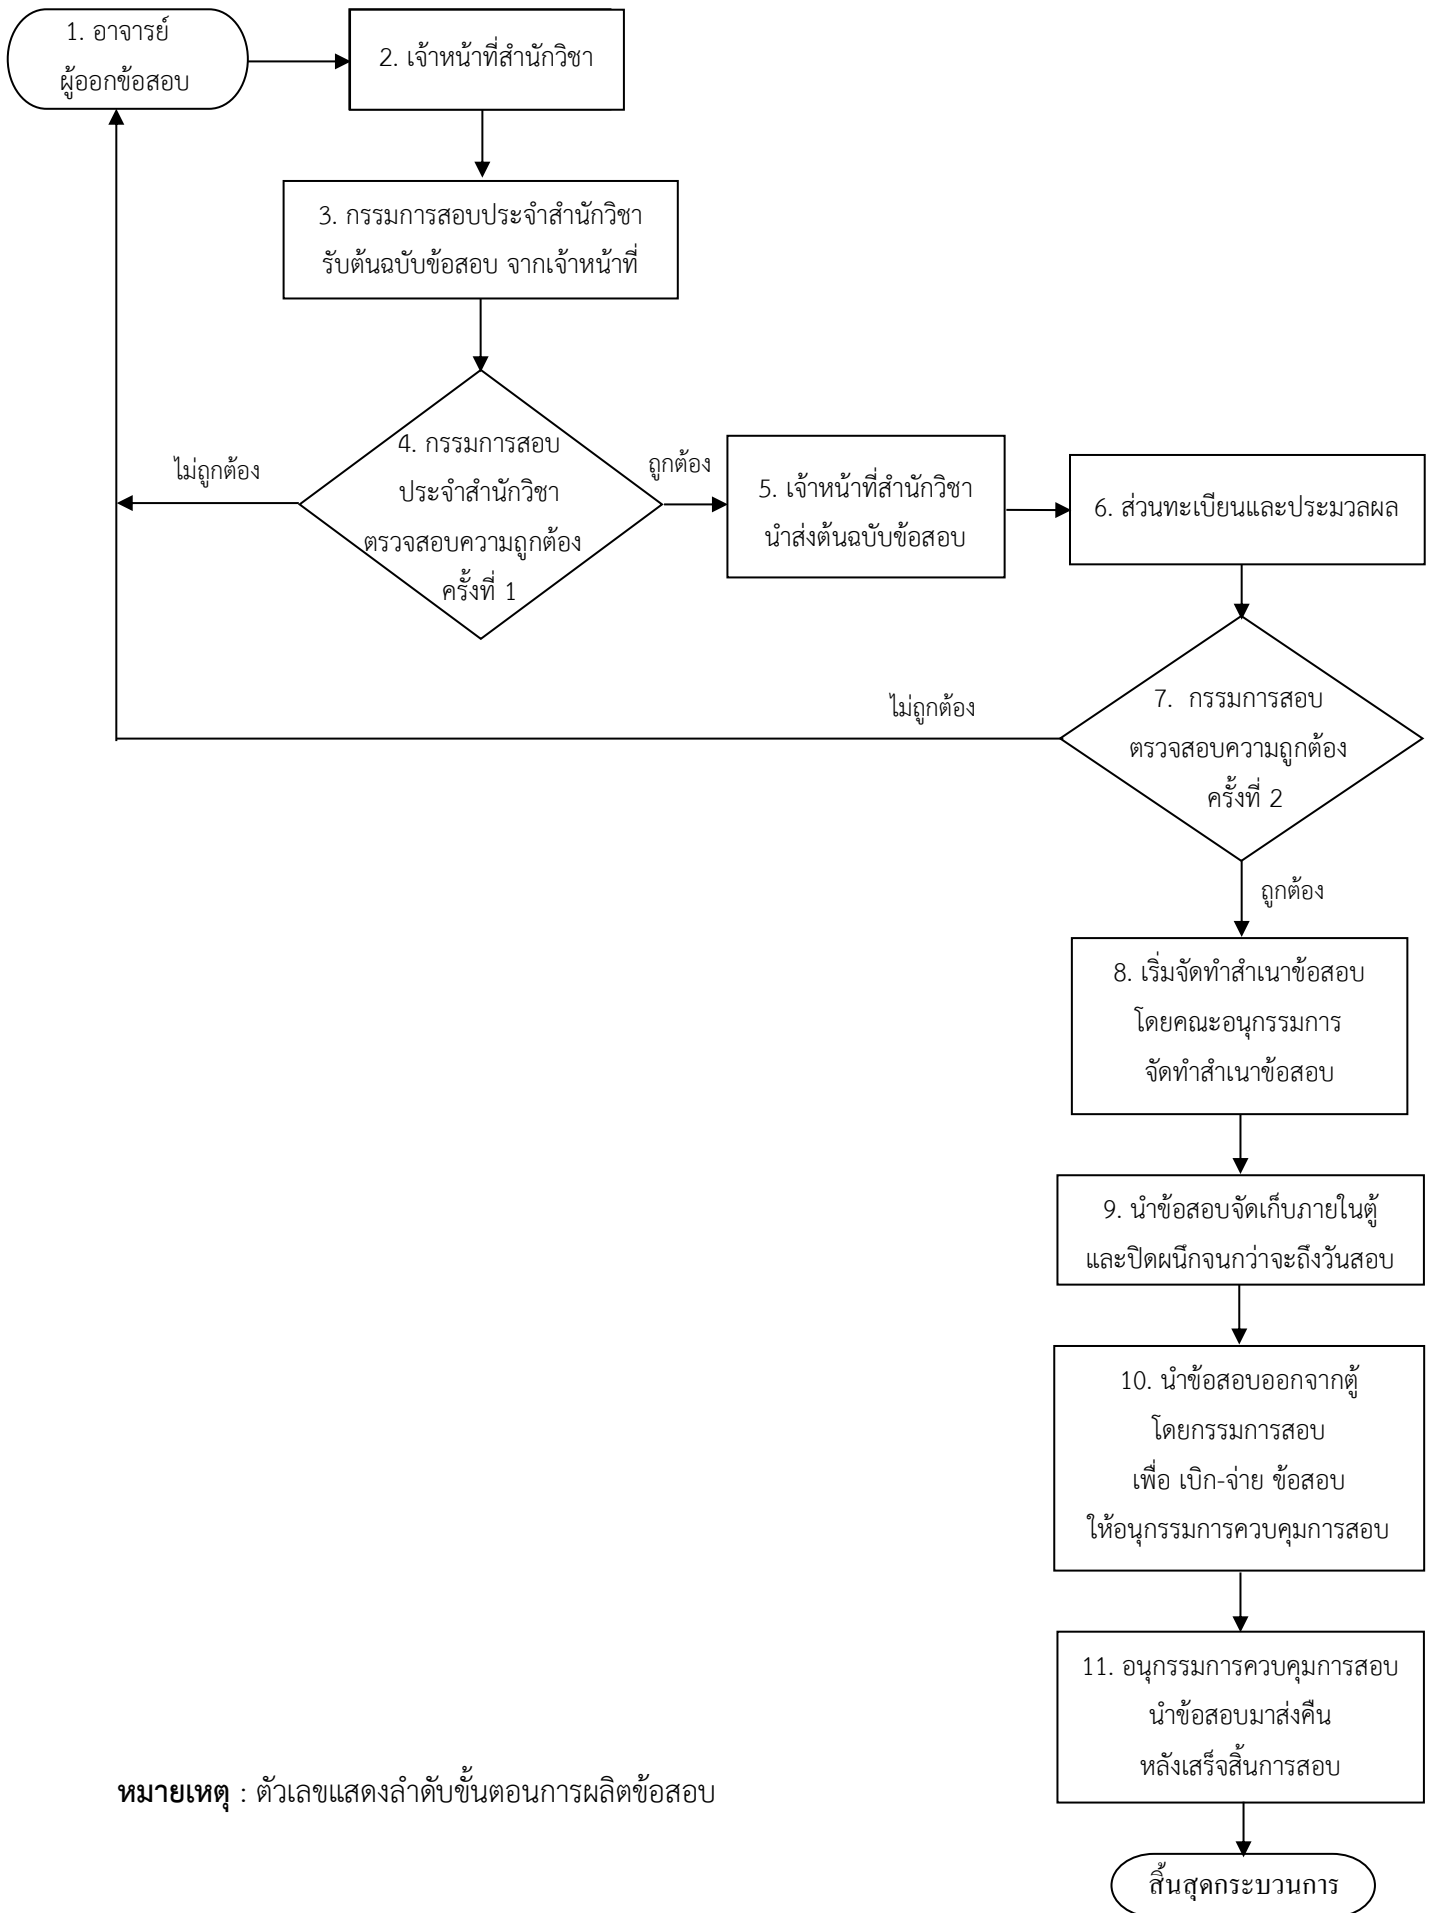 1. อาจารย์
ผู้ออกข้อสอบ
2. เจ้าหน้าที่สำนักวิชา
3. กรรมการสอบประจำสำนักวิชา
รับต้นฉบับข้อสอบ จากเจ้าหน้าที่
4. กรรมการสอบ
ประจำสำนักวิชา
ตรวจสอบความถูกต้อง
ครั้งที่ 1
ไม่ถูกต้อง
ถูกต้อง
5. เจ้าหน้าที่สำนักวิชา
นำส่งต้นฉบับข้อสอบ
6. ส่วนทะเบียนและประมวลผล
7. กรรมการสอบ
ตรวจสอบความถูกต้อง
ครั้งที่ 2
ไม่ถูกต้อง
ถูกต้อง
8. เริ่มจัดทำสำเนาข้อสอบ
โดยคณะอนุกรรมการ
จัดทำสำเนาข้อสอบ
9. นำข้อสอบจัดเก็บภายในตู้
และปิดผนึกจนกว่าจะถึงวันสอบ
10. นำข้อสอบออกจากตู้
โดยกรรมการสอบ
เพื่อ เบิก-จ่าย ข้อสอบ
ให้อนุกรรมการควบคุมการสอบ
11. อนุกรรมการควบคุมการสอบ
นำข้อสอบมาส่งคืน
หลังเสร็จสิ้นการสอบ
หมายเหตุ : ตัวเลขแสดงลำดับขั้นตอนการผลิตข้อสอบ
สิ้นสุดกระบวนการ